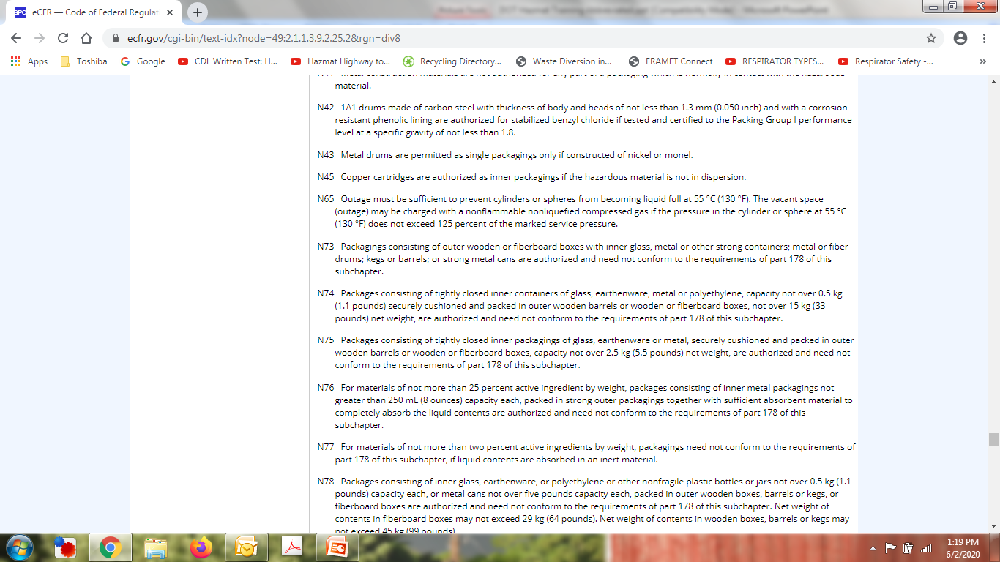 eCFR — Code of Federal Regulat
ecfr.gov/cgi-bin/text-idx?node=49:2.1.1.3.9.2.25.2&rgn=div8
Apps Toshiba Google CDL Written Test: H... Hazmat Highway to... Recycling Directory... Waste Diversion in... ERAMET Connect RESPIRATOR TYPES... Respirator Safety -... »
material.
N42 1A1 drums made of carbon steel with thickness of body and heads of not less than 1.3 mm (0.050 inch) and with a corrosion-
resistant phenolic lining are authorized for stabilized benzyl chloride if tested and certified to the Packing Group I performance
level at a specific gravity of not less than 1.8.
N43 Metal drums are permitted as single packagings only if constructed of nickel or monel.
N45 Copper cartridges are authorized as inner packagings if the hazardous material is not in dispersion.
N65 Outage must be sufficient to prevent cylinders or spheres from becoming liquid full at 55 °C (130 °F). The vacant space
(outage) may be charged with a nonflammable nonliquefied compressed gas if the pressure in the cylinder or sphere at 55 °C
(130 °F) does not exceed 125 percent of the marked service pressure.
N73 Packagings consisting of outer wooden or fiberboard boxes with inner glass, metal or other strong containers; metal or fiber
drums; kegs or barrels; or strong metal cans are authorized and need not conform to the requirements of part 178 of this
subchapter.
N74 Packages consisting of tightly closed inner containers of glass, earthenware, metal or polyethylene, capacity not over 0.5 kg
(1.1 pounds) securely cushioned and packed in outer wooden barrels or wooden or fiberboard boxes, not over 15 kg (33
pounds) net weight, are authorized and need not conform to the requirements of part 178 of this subchapter.
N75 Packages consisting of tightly closed inner packagings of glass, earthenware or metal, securely cushioned and packed in outer
wooden barrels or wooden or fiberboard boxes, capacity not over 2.5 kg (5.5 pounds) net weight, are authorized and need not
conform to the requirements of part 178 of this subchapter.
N76 For materials of not more than 25 percent active ingredient by weight, packages consisting of inner metal packagings not
greater than 250 mL (8 ounces) capacity each, packed in strong outer packagings together with sufficient absorbent material to
completely absorb the liquid contents are authorized and need not conform to the requirements of part 178 of this
subchapter.
N77 For materials of not more than two percent active ingredients by weight, packagings need not conform to the requirements of
part 178 of this subchapter, if liquid contents are absorbed in an inert material.
N78 Packages consisting of inner glass, earthenware, or polyethylene or other nonfragile plastic bottles or jars not over 0.5 kg (1.1
pounds) capacity each, or metal cans not over five pounds capacity each, packed in outer wooden boxes, barrels or kegs, or
fiberboard boxes are authorized and need not conform to the requirements of part 178 of this subchapter. Net weight of
contents in fiberboard boxes may not exceed 29 kg (64 pounds). Net weight of contents in wooden boxes, barrels or kegs may
not exceed 45 kg (99 pounds).
1:19 PM
6/2/2020